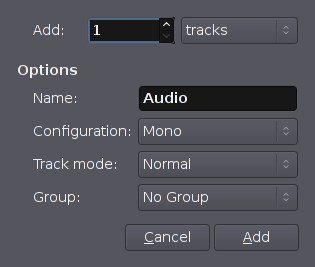 Add: 1 tracks
Options
Name: Audio
Configuration: Mono
Track mode: Normal
Group: No Group
Cancel Add